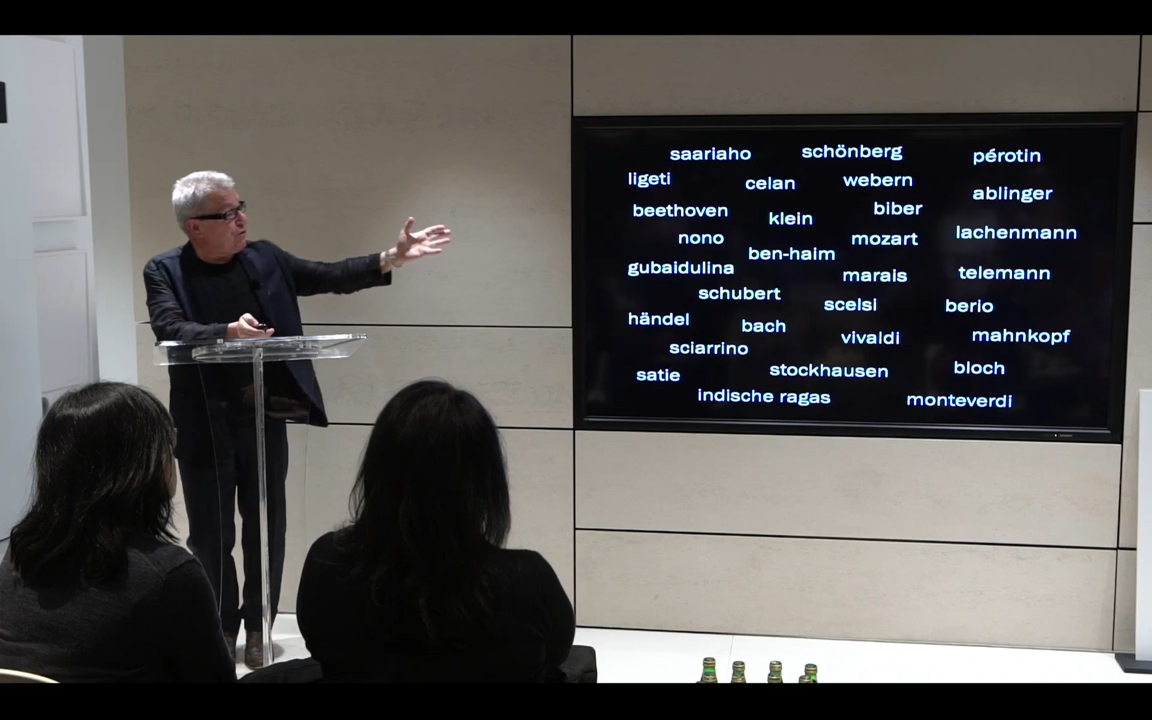 saariaho schönberg pérotin
ligeti celan webern ablinger
beethoven klein biber
nono ben-haim mozart lachenmann
gubaidulina marais telemann
schubert scelsi berio
händel bach vivaldi mahnkopf
sciarrino
satie stockhausen bloch
indische ragas monteverdi